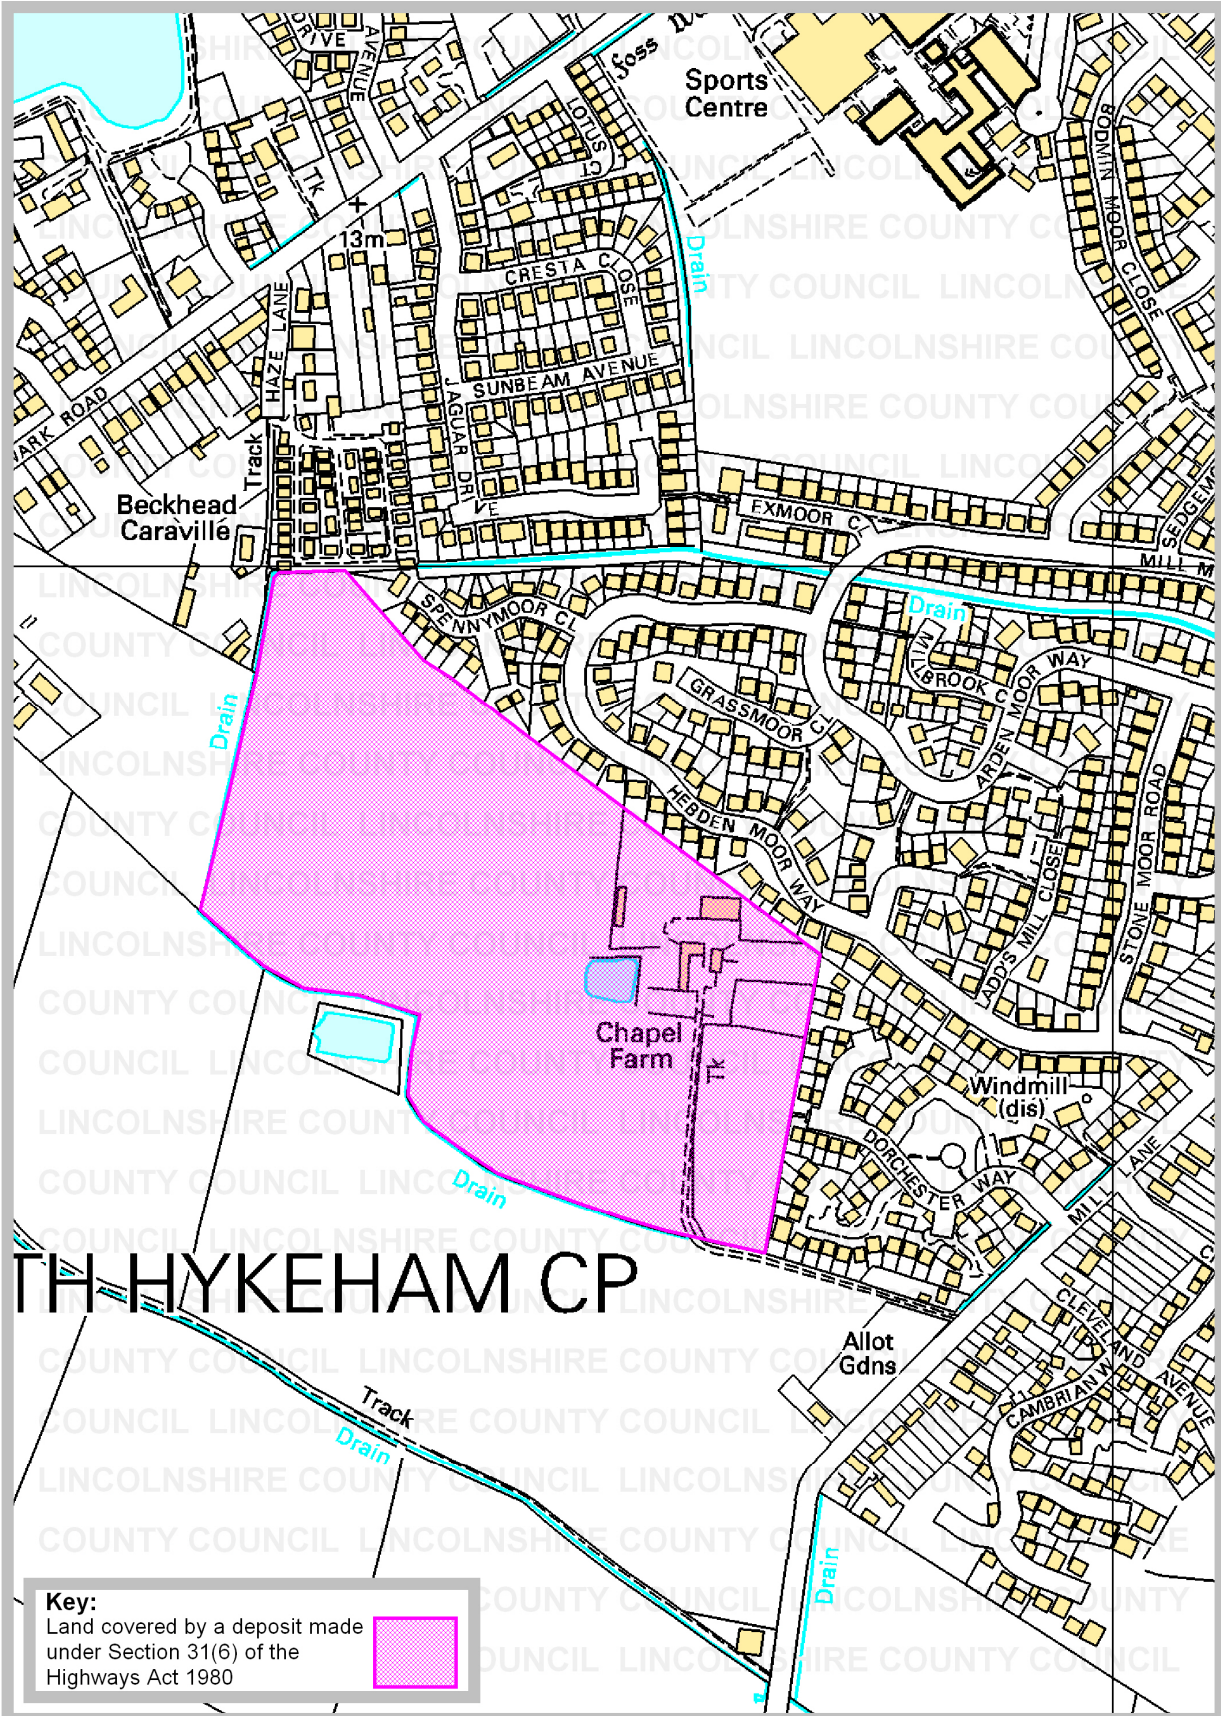 DRIVE
AVENUE
foss
Sports
Centre
LOTUS CT
BODMIN MOOR CLOSE
Tk
13m
Drain
CRESTA CLOSE
HAZE LANE
SUNBEAM AVENUE
JAGUAR DRIVE
ARK ROAD
Track
Beckhead
Caraville
EXMOOR CL
SEDGEM
MILL M
SPENNYMOOR CL
Drain
MILLBROOK C
ARDEN MOOR WAY
GRASSMOOR CL
Drain
HEBDEN MOOR WAY
STONE MOOR ROAD
ADD'S MILL CLOSE
Chapel
Farm
Tk
Windmill
(dis)
DORCHESTER WAY
MILL LANE
Drain
TH HYKEHAM CP
Allot
Gdns
CLEVELAND AVENUE
CAMBRIAN W
Track
Drain
Drain
Key:
Land covered by a deposit made
under Section 31(6) of the
Highways Act 1980
LINCOLNSHIRE COUNTY COUNCIL